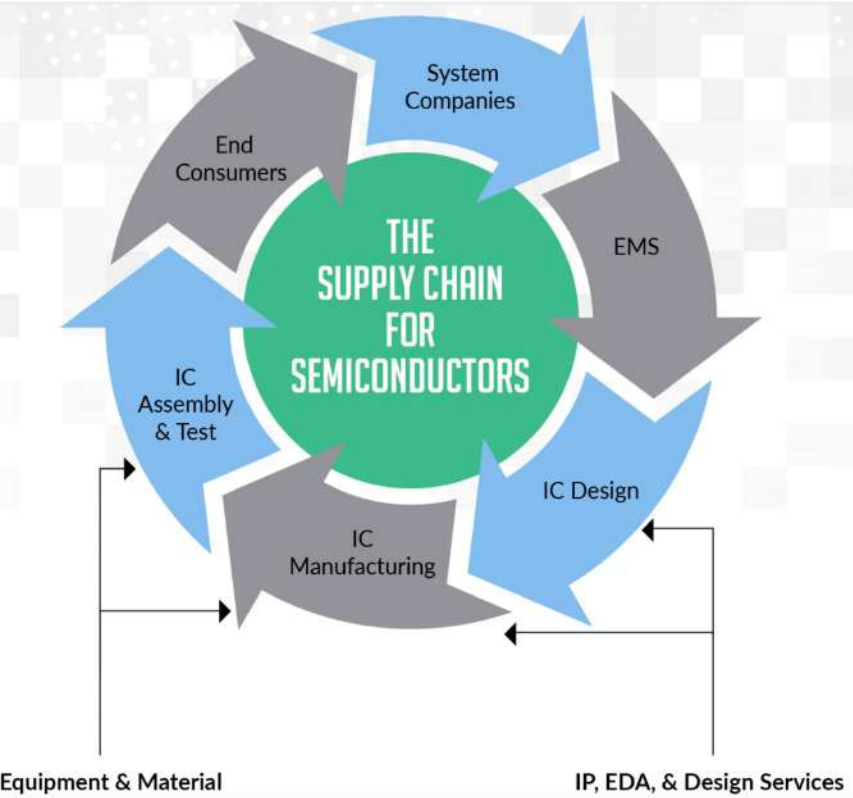 System
Companies
End
Consumers
EMS
THE
SUPPLY CHAIN
FOR
SEMICONDUCTORS
IC
Assembly
& Test
IC Design
IC
Manufacturing
Equipment & Material
IP, EDA, & Design Services